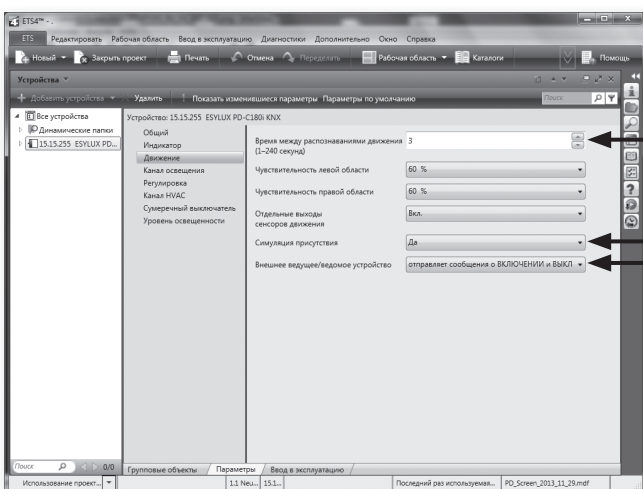 ETS4™ - .
ETS Редактировать Рабочая область Ввод в эксплуатацию Диагностики Дополнительно Окно Справка
Новый Закрыть проект Печать Отмена Переделать Рабочая область Каталоги Помощь
Устройства
Добавить устройства Удалить Показать изменившиеся параметры Параметры по умолчанию Поиск
Все устройства
Динамические папки
15.15.255 ESYLUX PD...
Устройство: 15.15.255 ESYLUX PD-C180i KNX
Общий
Индикатор
Движение
Канал освещения
Регулировка
Канал HVAC
Сумеречный выключатель
Уровень освещенности
Время между распознаваниями движения (1–240 секунд) 3
Чувствительность левой области 60 %
Чувствительность правой области 60 %
Отдельные выходы сенсоров движения Вкл.
Симуляция присутствия Да
Внешнее ведущее/ведомое устройство отправляет сообщения о ВКЛЮЧЕНИИ и ВЫКЛ
Поиск 0/0
Групповые объекты Параметры Ввод в эксплуатацию
Использование проект... 1.1 Neu... 15.1... Последний раз используемая... PD_Screen_2013_11_29.mdf